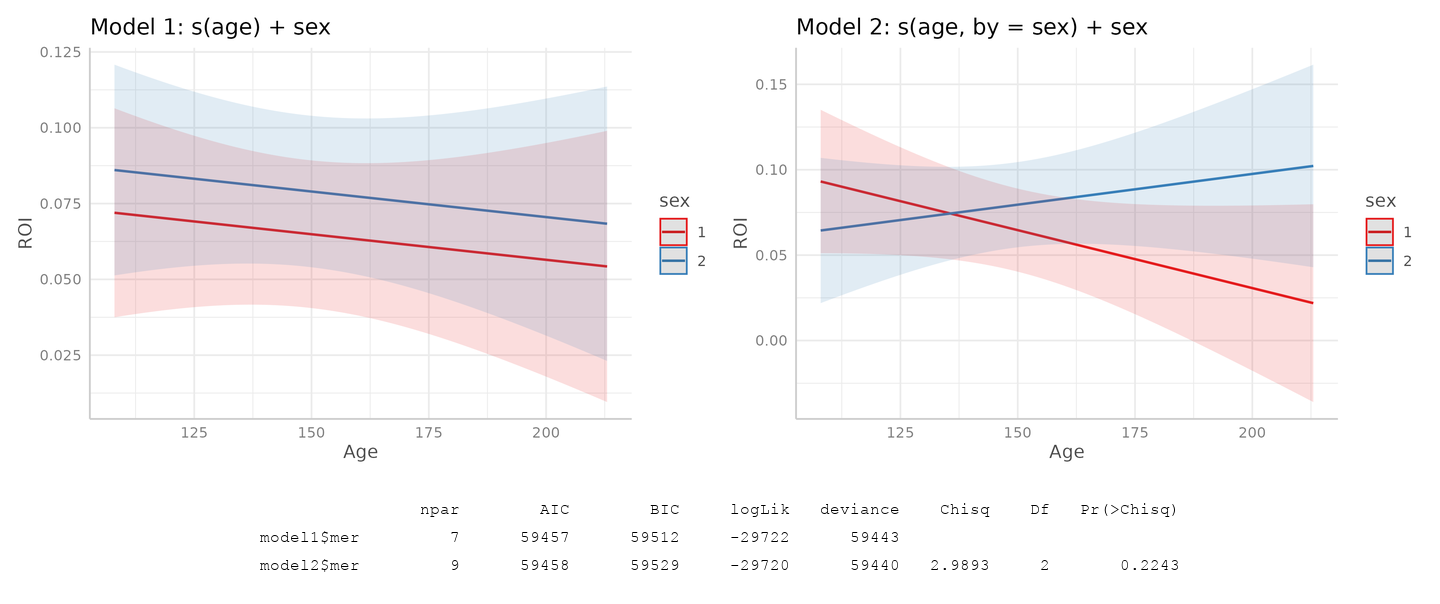 Model 1: s(age) + sex
0.125
0.100
0.075
0.050
0.025
ROI
125 150 175 200
Age
sex
1
2
Model 2: s(age, by = sex) + sex
0.15
0.10
0.05
0.00
ROI
125 150 175 200
Age
sex
1
2
npar AIC BIC logLik deviance Chisq Df Pr(>Chisq)
model1$mer 7 59457 59512 -29722 59443
model2$mer 9 59458 59529 -29720 59440 2.9893 2 0.2243